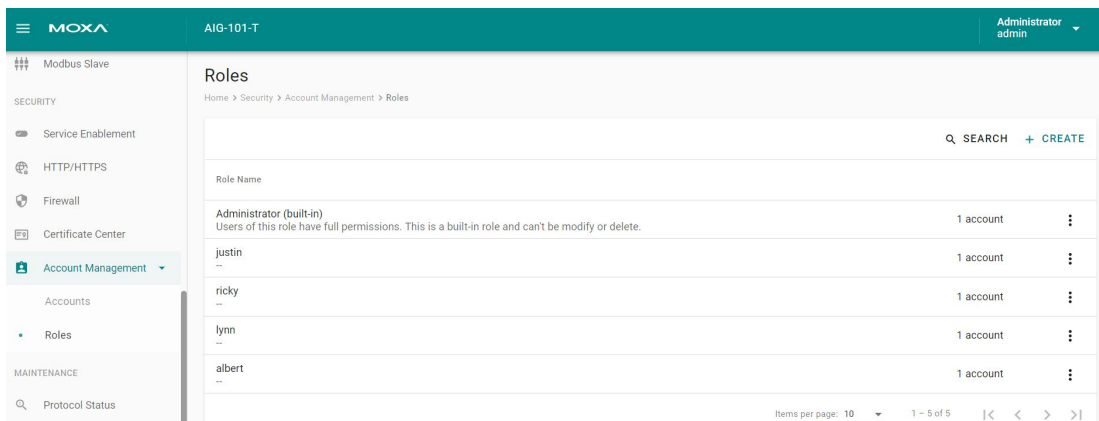 MOXA
AIG-101-T
Administrator
admin
Modbus Slave
SECURITY
Service Enablement
HTTP/HTTPS
Firewall
Certificate Center
Account Management
Accounts
Roles
MAINTENANCE
Protocol Status
Roles
Home > Security > Account Management > Roles
SEARCH + CREATE
Role Name
Administrator (built-in) 1 account
Users of this role have full permissions. This is a built-in role and can't be modify or delete.
justin 1 account
--
ricky 1 account
--
lynn 1 account
--
albert 1 account
--
Items per page: 10 1 – 5 of 5